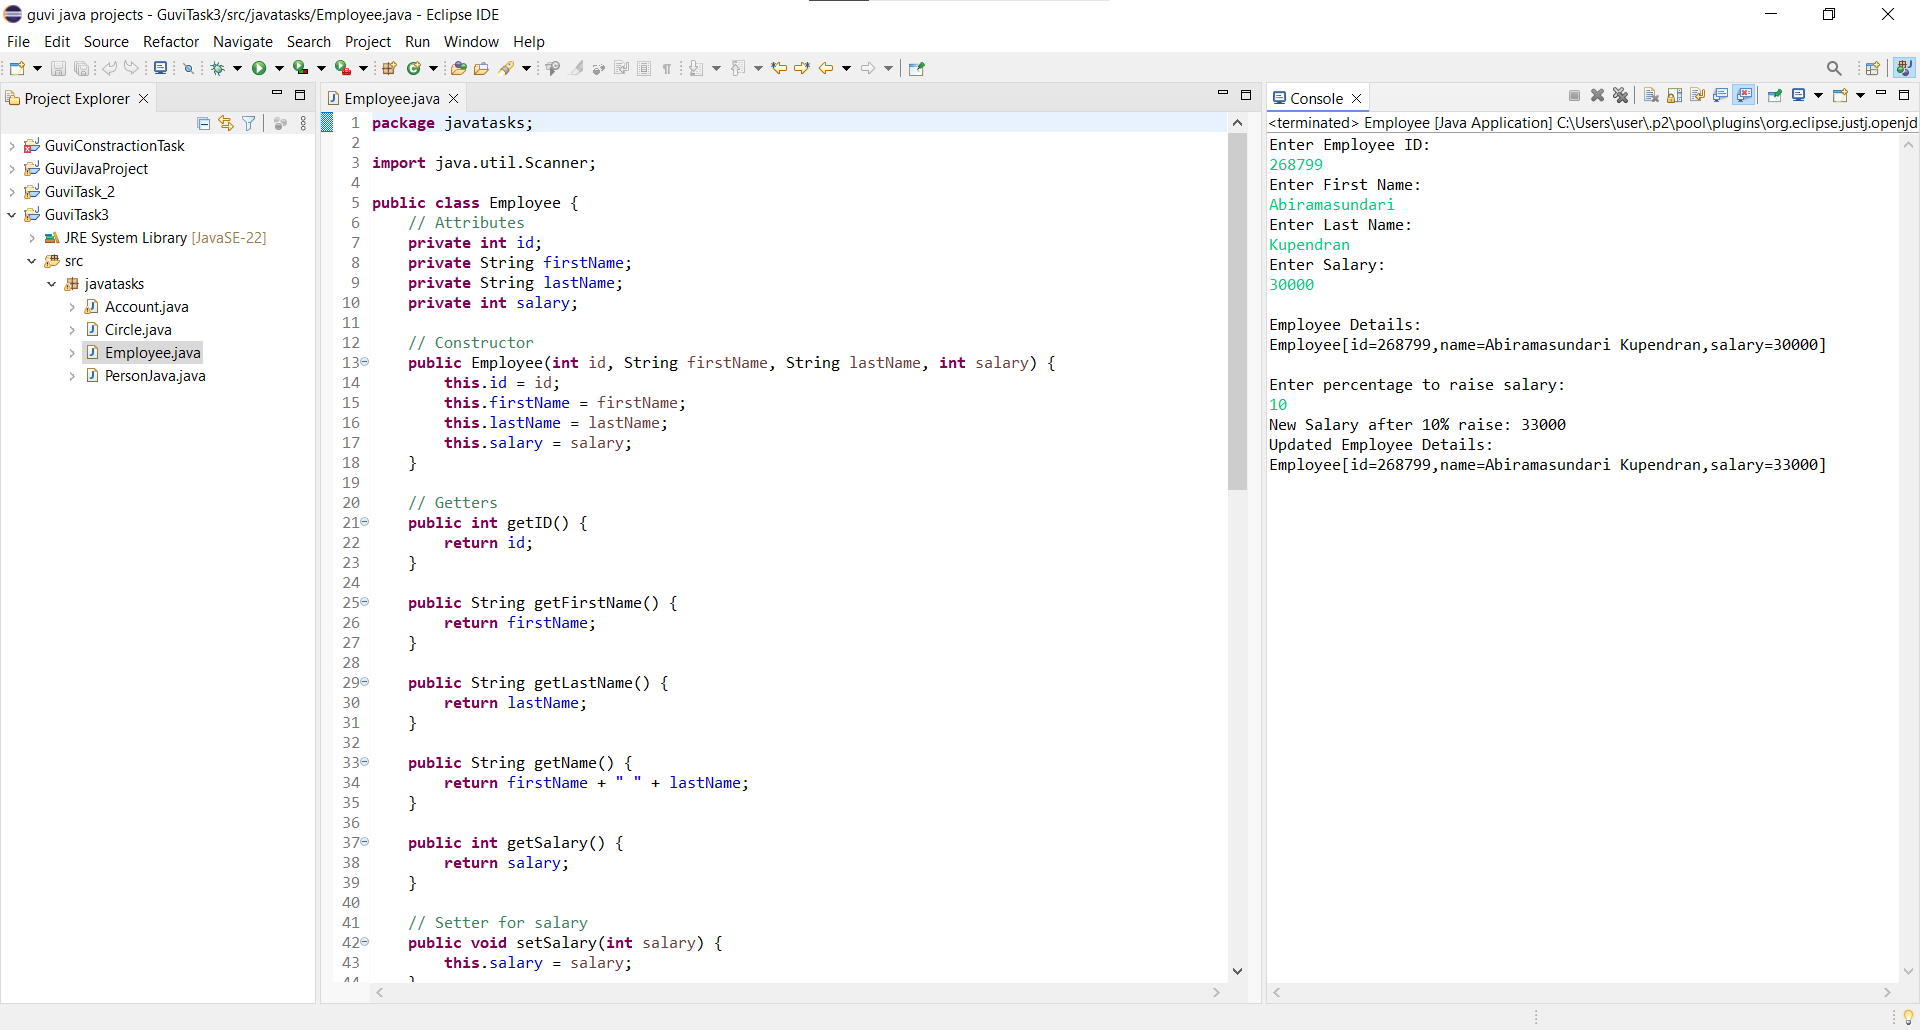 guvi java projects - GuviTask3/src/javatasks/Employee.java - Eclipse IDE
File Edit Source Refactor Navigate Search Project Run Window Help
Project Explorer
GuviConstractionTask
GuviJavaProject
GuviTask_2
GuviTask3
JRE System Library [JavaSE-22]
src
javatasks
Account.java
Circle.java
Employee.java
PersonJava.java
Employee.java
1 package javatasks;
2
3 import java.util.Scanner;
4
5 public class Employee {
6     // Attributes
7     private int id;
8     private String firstName;
9     private String lastName;
10     private int salary;
11
12     // Constructor
13     public Employee(int id, String firstName, String lastName, int salary) {
14         this.id = id;
15         this.firstName = firstName;
16         this.lastName = lastName;
17         this.salary = salary;
18     }
19
20     // Getters
21     public int getID() {
22         return id;
23     }
24
25     public String getFirstName() {
26         return firstName;
27     }
28
29     public String getLastName() {
30         return lastName;
31     }
32
33     public String getName() {
34         return firstName + " " + lastName;
35     }
36
37     public int getSalary() {
38         return salary;
39     }
40
41     // Setter for salary
42     public void setSalary(int salary) {
43         this.salary = salary;
44     }
Console
<terminated> Employee [Java Application] C:\Users\user\.p2\pool\plugins\org.eclipse.justj.openjd
Enter Employee ID:
268799
Enter First Name:
Abiramasundari
Enter Last Name:
Kupendran
Enter Salary:
30000
Employee Details:
Employee[id=268799,name=Abiramasundari Kupendran,salary=30000]
Enter percentage to raise salary:
10
New Salary after 10% raise: 33000
Updated Employee Details:
Employee[id=268799,name=Abiramasundari Kupendran,salary=33000]